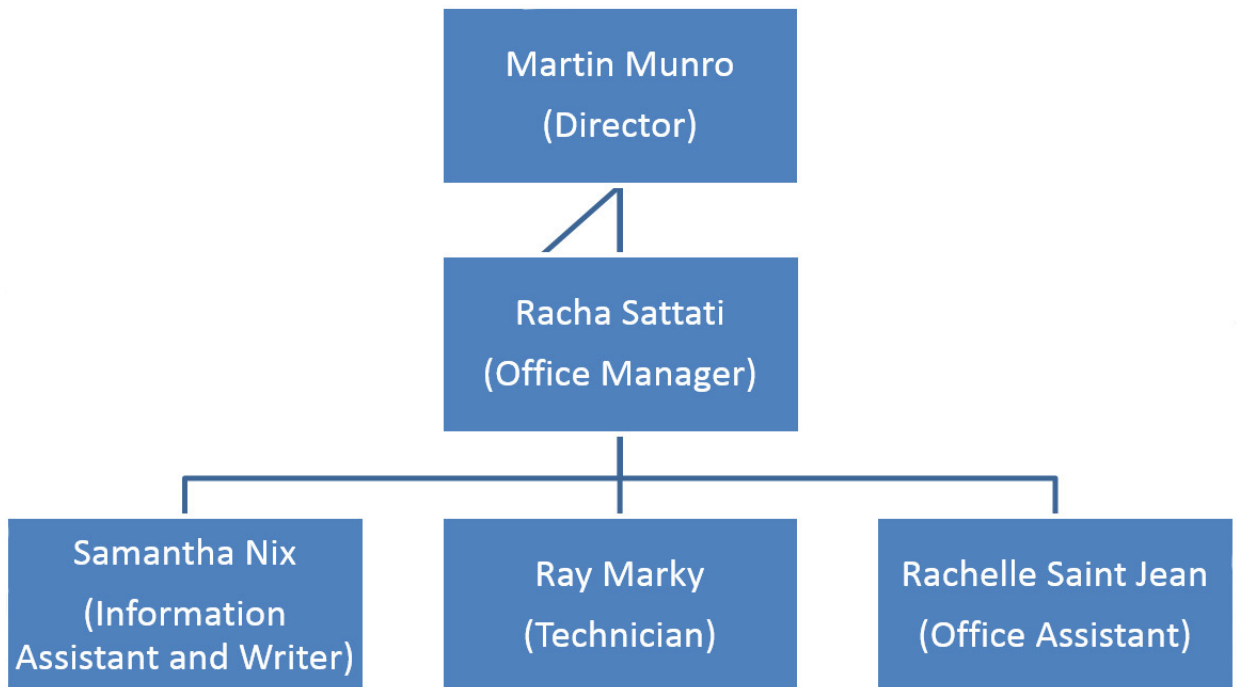 Martin Munro
(Director)
Racha Sattati
(Office Manager)
Samantha Nix
(Information
Assistant and Writer)
Ray Marky
(Technician)
Rachelle Saint Jean
(Office Assistant)